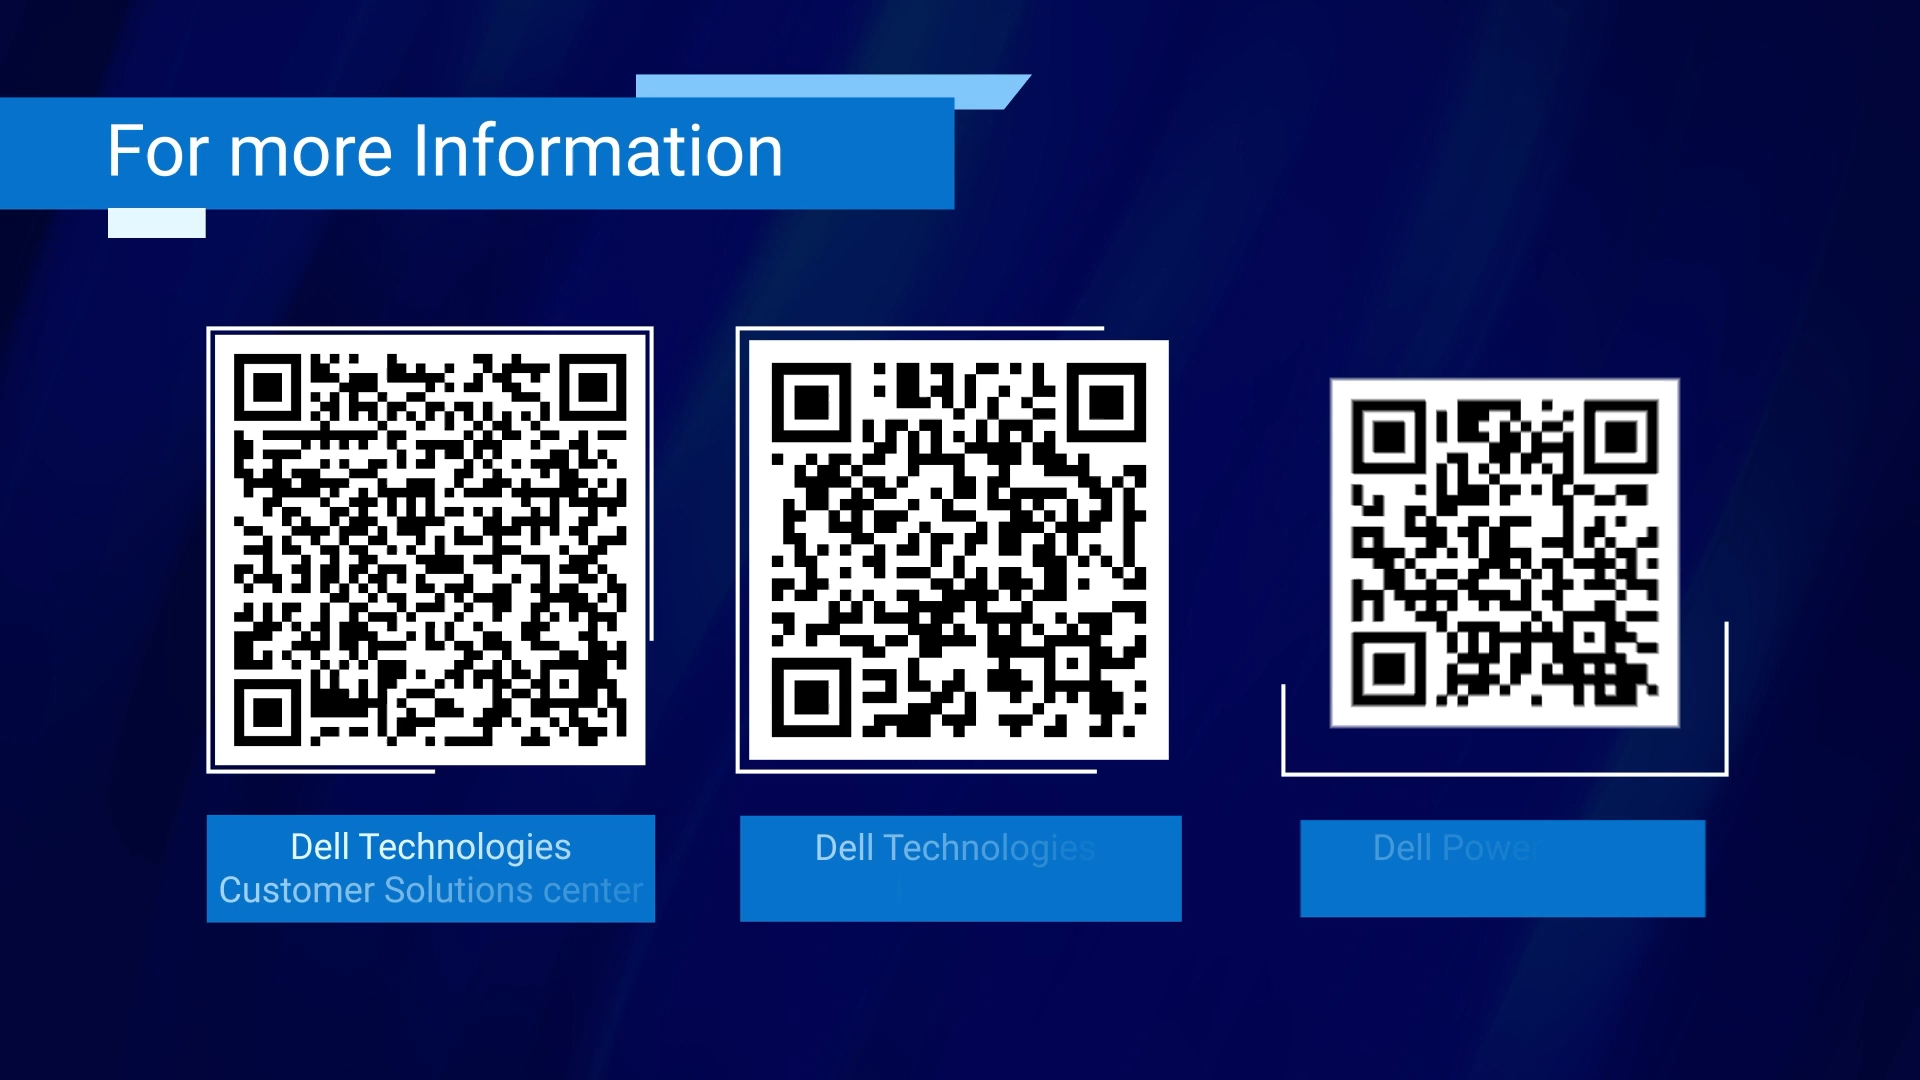 For more Information
Dell Technologies
Customer Solutions center
Dell Technologies
Dell Powe